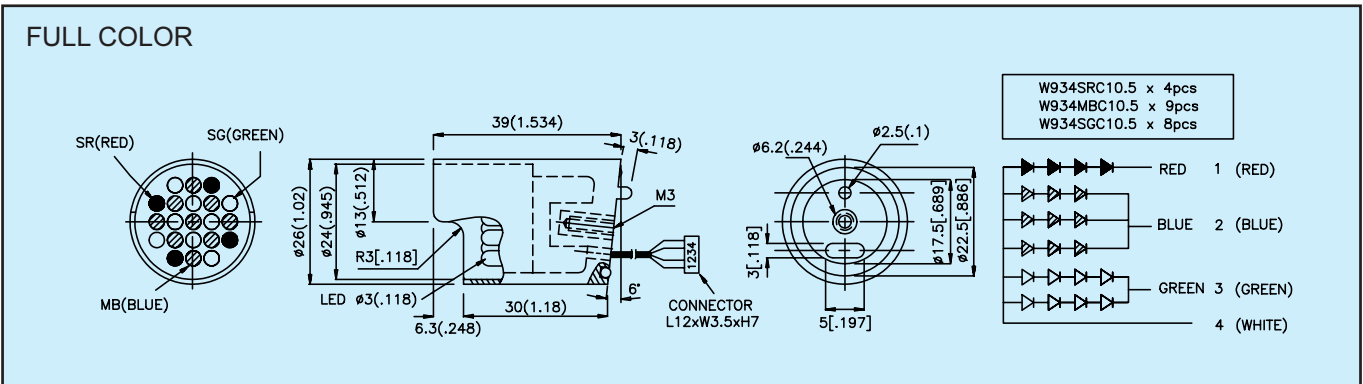 FULL COLOR
SR(RED)
SG(GREEN)
MB(BLUE)
39(1.534)
3(.118)
ø26(1.02)
ø24(.945)
ø13(.512)
M3
R3[.118]
LED ø3(.118)
6.3(.248)
30(1.18)
6°
1234
CONNECTOR
L12xW3.5xH7
ø6.2(.244)
ø2.5(.1)
3[.118]
ø17.5[.689]
ø22.5[.886]
5[.197]
W934SRC10.5 x 4pcs
W934MBC10.5 x 9pcs
W934SGC10.5 x 8pcs
RED 1 (RED)
BLUE 2 (BLUE)
GREEN 3 (GREEN)
4 (WHITE)